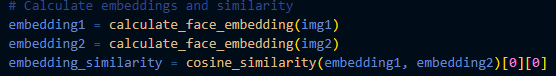 # Calculate embeddings and similarity
embedding1 = calculate_face_embedding(img1)
embedding2 = calculate_face_embedding(img2)
embedding_similarity = cosine_similarity(embedding1, embedding2)[0][0]